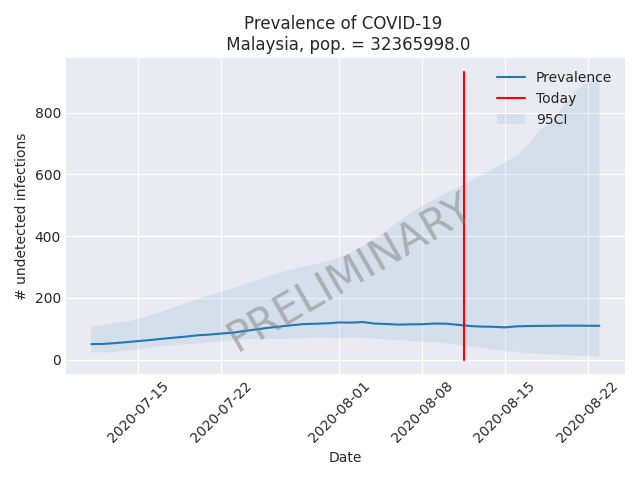 Prevalence of COVID-19
Malaysia, pop. = 32365998.0
Prevalence
Today
95CI
# undetected infections
800
600
400
200
0
PRELIMINARY
2020-07-15
2020-07-22
2020-08-01
2020-08-08
2020-08-15
2020-08-22
Date